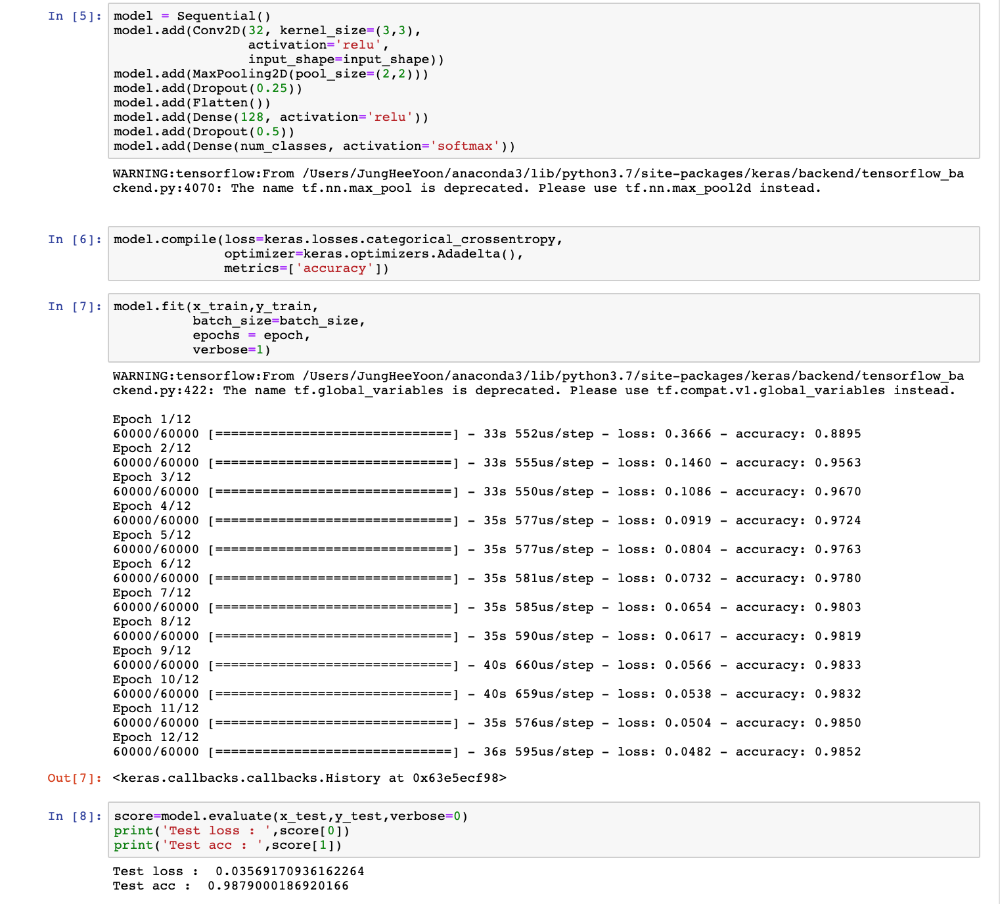 In [5]: model = Sequential()
model.add(Conv2D(32, kernel_size=(3,3),
                 activation='relu',
                 input_shape=input_shape))
model.add(MaxPooling2D(pool_size=(2,2)))
model.add(Dropout(0.25))
model.add(Flatten())
model.add(Dense(128, activation='relu'))
model.add(Dropout(0.5))
model.add(Dense(num_classes, activation='softmax'))
WARNING:tensorflow:From /Users/JungHeeYoon/anaconda3/lib/python3.7/site-packages/keras/backend/tensorflow_ba
ckend.py:4070: The name tf.nn.max_pool is deprecated. Please use tf.nn.max_pool2d instead.
In [6]: model.compile(loss=keras.losses.categorical_crossentropy,
              optimizer=keras.optimizers.Adadelta(),
              metrics=['accuracy'])
In [7]: model.fit(x_train,y_train,
          batch_size=batch_size,
          epochs = epoch,
          verbose=1)
WARNING:tensorflow:From /Users/JungHeeYoon/anaconda3/lib/python3.7/site-packages/keras/backend/tensorflow_ba
ckend.py:422: The name tf.global_variables is deprecated. Please use tf.compat.v1.global_variables instead.
Epoch 1/12
60000/60000 [==============================] - 33s 552us/step - loss: 0.3666 - accuracy: 0.8895
Epoch 2/12
60000/60000 [==============================] - 33s 555us/step - loss: 0.1460 - accuracy: 0.9563
Epoch 3/12
60000/60000 [==============================] - 33s 550us/step - loss: 0.1086 - accuracy: 0.9670
Epoch 4/12
60000/60000 [==============================] - 35s 577us/step - loss: 0.0919 - accuracy: 0.9724
Epoch 5/12
60000/60000 [==============================] - 35s 577us/step - loss: 0.0804 - accuracy: 0.9763
Epoch 6/12
60000/60000 [==============================] - 35s 581us/step - loss: 0.0732 - accuracy: 0.9780
Epoch 7/12
60000/60000 [==============================] - 35s 585us/step - loss: 0.0654 - accuracy: 0.9803
Epoch 8/12
60000/60000 [==============================] - 35s 590us/step - loss: 0.0617 - accuracy: 0.9819
Epoch 9/12
60000/60000 [==============================] - 40s 660us/step - loss: 0.0566 - accuracy: 0.9833
Epoch 10/12
60000/60000 [==============================] - 40s 659us/step - loss: 0.0538 - accuracy: 0.9832
Epoch 11/12
60000/60000 [==============================] - 35s 576us/step - loss: 0.0504 - accuracy: 0.9850
Epoch 12/12
60000/60000 [==============================] - 36s 595us/step - loss: 0.0482 - accuracy: 0.9852
Out[7]: <keras.callbacks.callbacks.History at 0x63e5ecf98>
In [8]: score=model.evaluate(x_test,y_test,verbose=0)
print('Test loss : ',score[0])
print('Test acc : ',score[1])
Test loss :  0.03569170936162264
Test acc :  0.9879000186920166